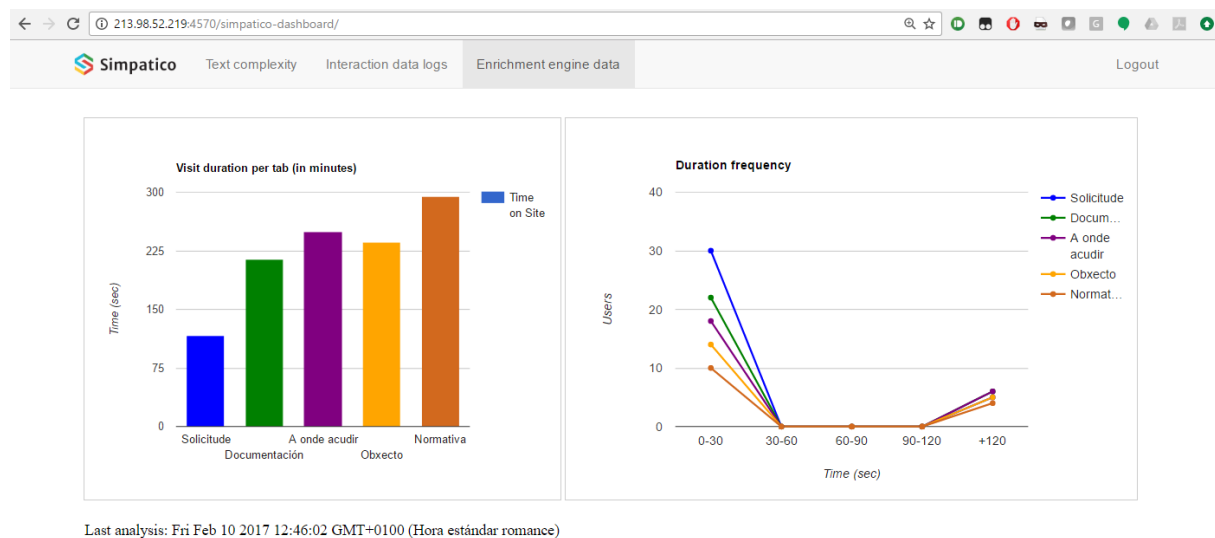 213.98.52.219:4570/simpatico-dashboard/
Simpatico Text complexity Interaction data logs Enrichment engine data Logout
Visit duration per tab (in minutes)
300
225
150
75
0
Time (sec)
Solicitude
Documentación
A onde acudir
Obxecto
Normativa
Time
on Site
Duration frequency
40
30
20
10
0
Users
0-30 30-60 60-90 90-120 +120
Time (sec)
Solicitude
Docum...
A onde
acudir
Obxecto
Normat...
Last analysis: Fri Feb 10 2017 12:46:02 GMT+0100 (Hora estándar romance)